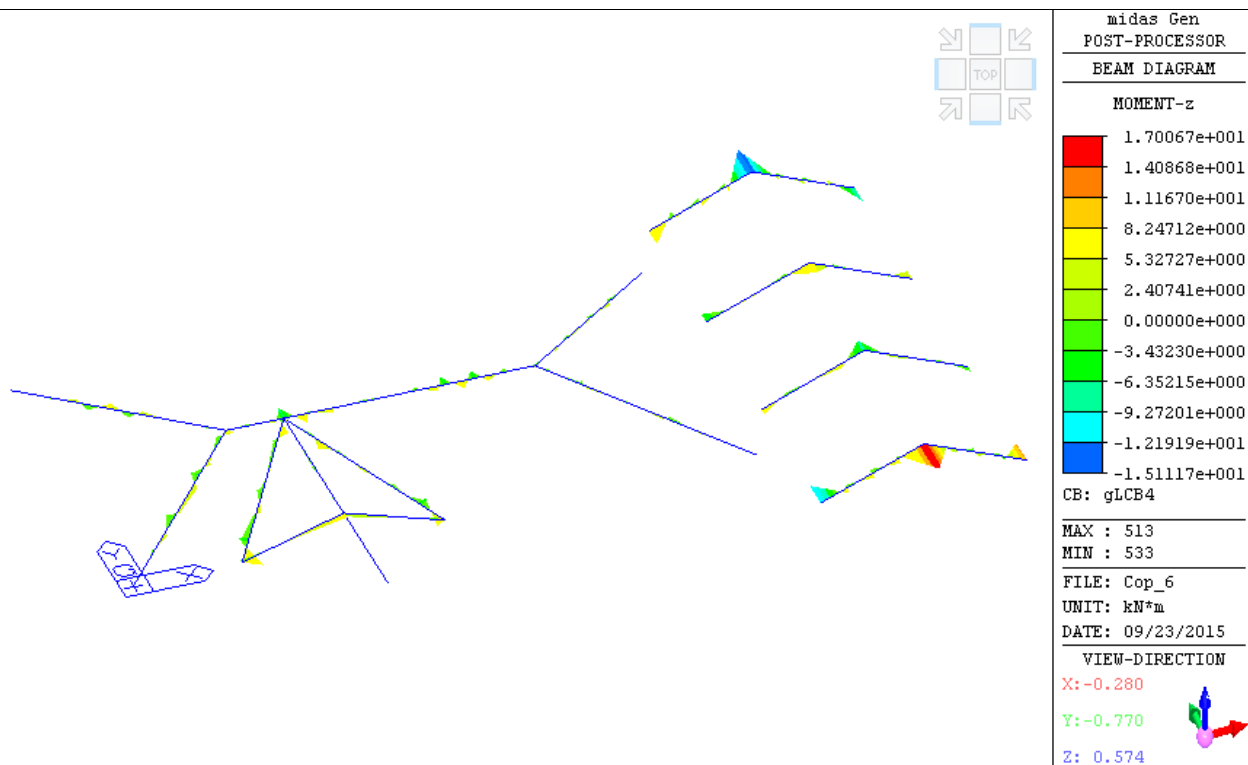 TOP
midas Gen
POST-PROCESSOR
BEAM DIAGRAM
MOMENT-z
1.70067e+001
1.40868e+001
1.11670e+001
8.24712e+000
5.32727e+000
2.40741e+000
0.00000e+000
-3.43230e+000
-6.35215e+000
-9.27201e+000
-1.21919e+001
-1.51117e+001
CB: gLCB4
MAX : 513
MIN : 533
FILE: Cop_6
UNIT: kN*m
DATE: 09/23/2015
VIEW-DIRECTION
X:-0.280
Y:-0.770
Z: 0.574
Y
X